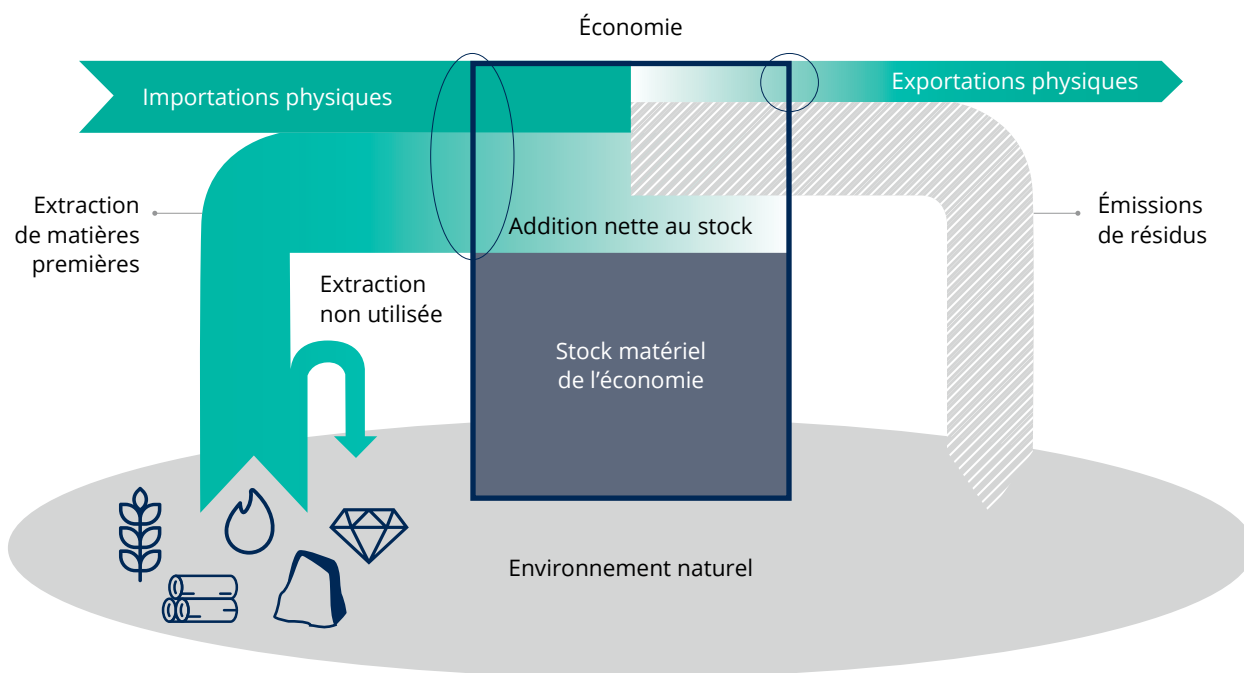 Économie
Importations physiques
Exportations physiques
Extraction
de matières
premières
Émissions
de résidus
Addition nette au stock
Extraction
non utilisée
Stock matériel
de l’économie
Environnement naturel